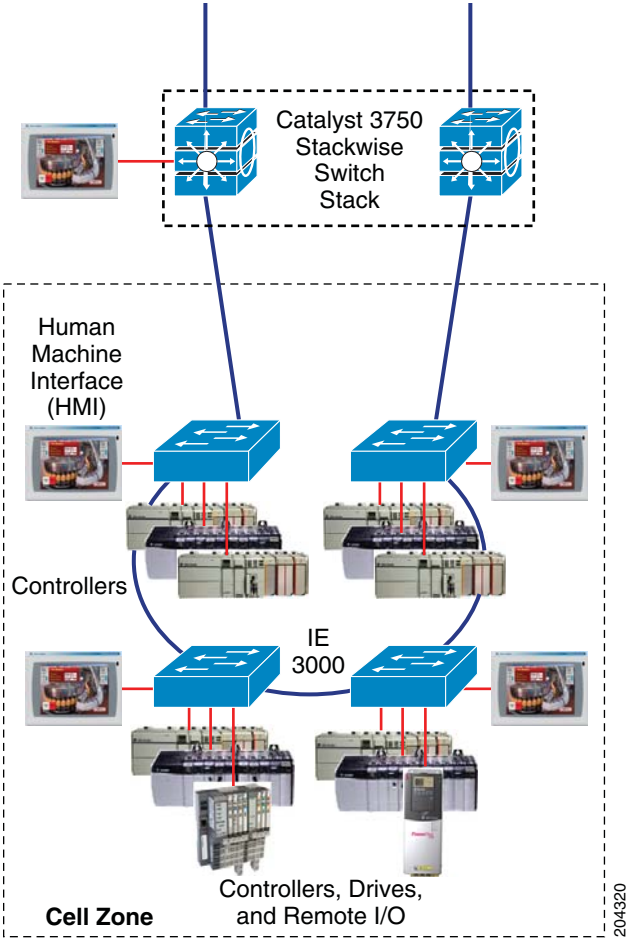 Catalyst 3750
Stackwise
Switch
Stack
Human
Machine
Interface
(HMI)
Controllers
IE
3000
Controllers, Drives,
and Remote I/O
Cell Zone
204320